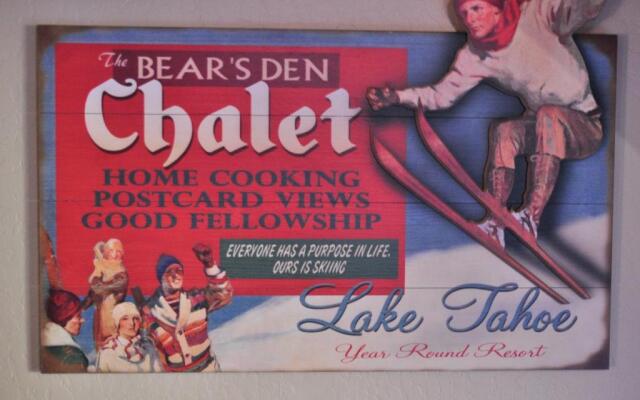 The
BEAR'S DEN
Chalet
HOME COOKING
POSTCARD VIEWS
GOOD FELLOWSHIP
EVERYONE HAS A PURPOSE IN LIFE.
OURS IS SKIING
Lake Tahoe
Year Round Resort